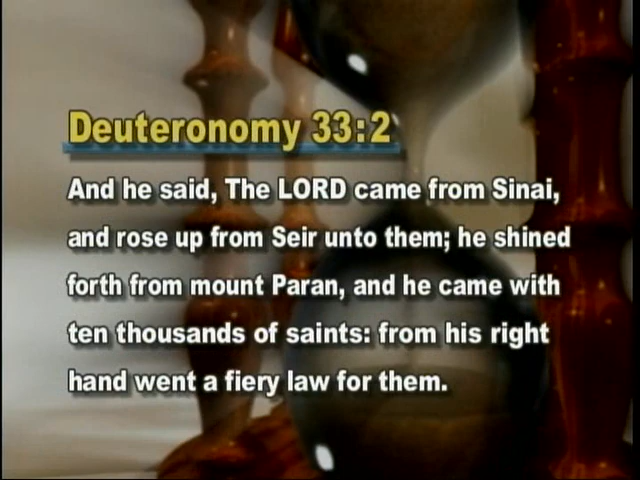 Deuteronomy 33:2
And he said, The LORD came from Sinai,
and rose up from Seir unto them; he shined
forth from mount Paran, and he came with
ten thousands of saints: from his right
hand went a fiery law for them.